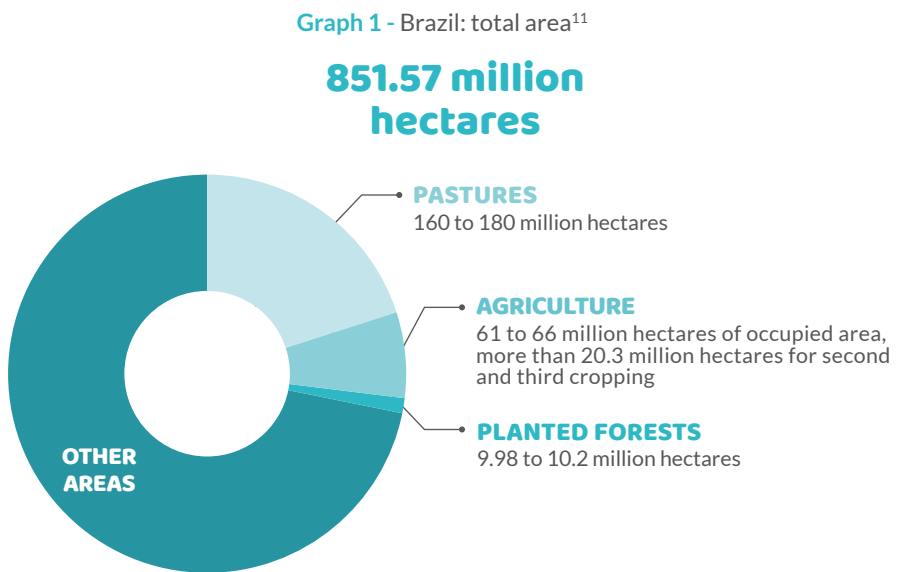 Graph 1 - Brazil: total area¹¹
851.57 million
hectares
PASTURES
160 to 180 million hectares
AGRICULTURE
61 to 66 million hectares of occupied area,
more than 20.3 million hectares for second
and third cropping
PLANTED FORESTS
9.98 to 10.2 million hectares
OTHER
AREAS